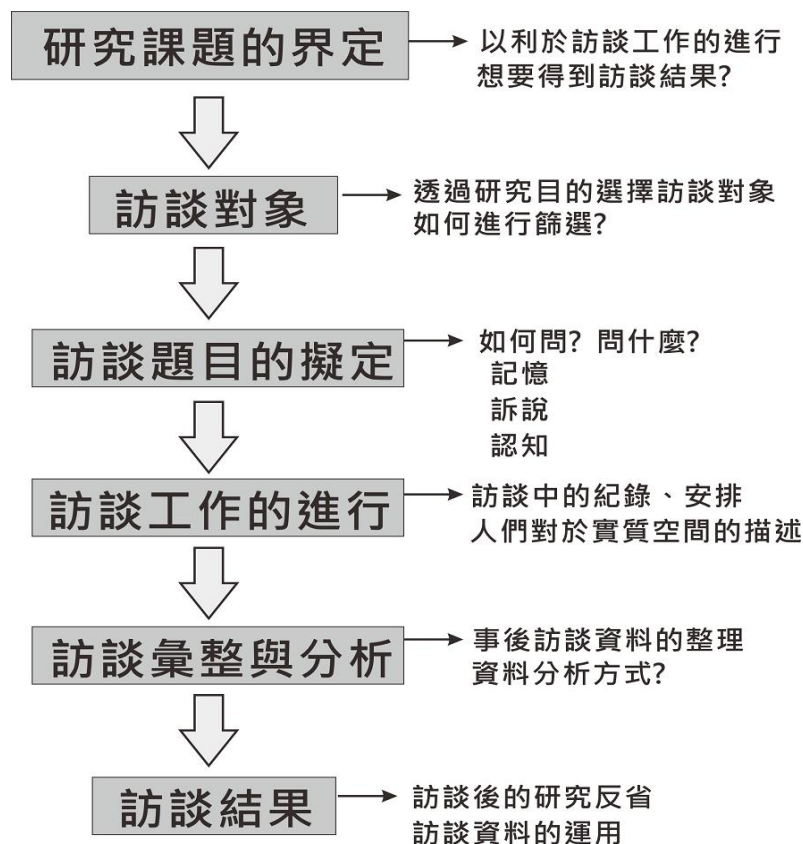 研究課題的界定
以利於訪談工作的進行
想要得到訪談結果?
訪談對象
透過研究目的選擇訪談對象
如何進行篩選?
訪談題目的擬定
如何問? 問什麼?
記憶
訴說
認知
訪談工作的進行
訪談中的紀錄、安排
人們對於實質空間的描述
訪談彙整與分析
事後訪談資料的整理
資料分析方式?
訪談結果
訪談後的研究反省
訪談資料的運用